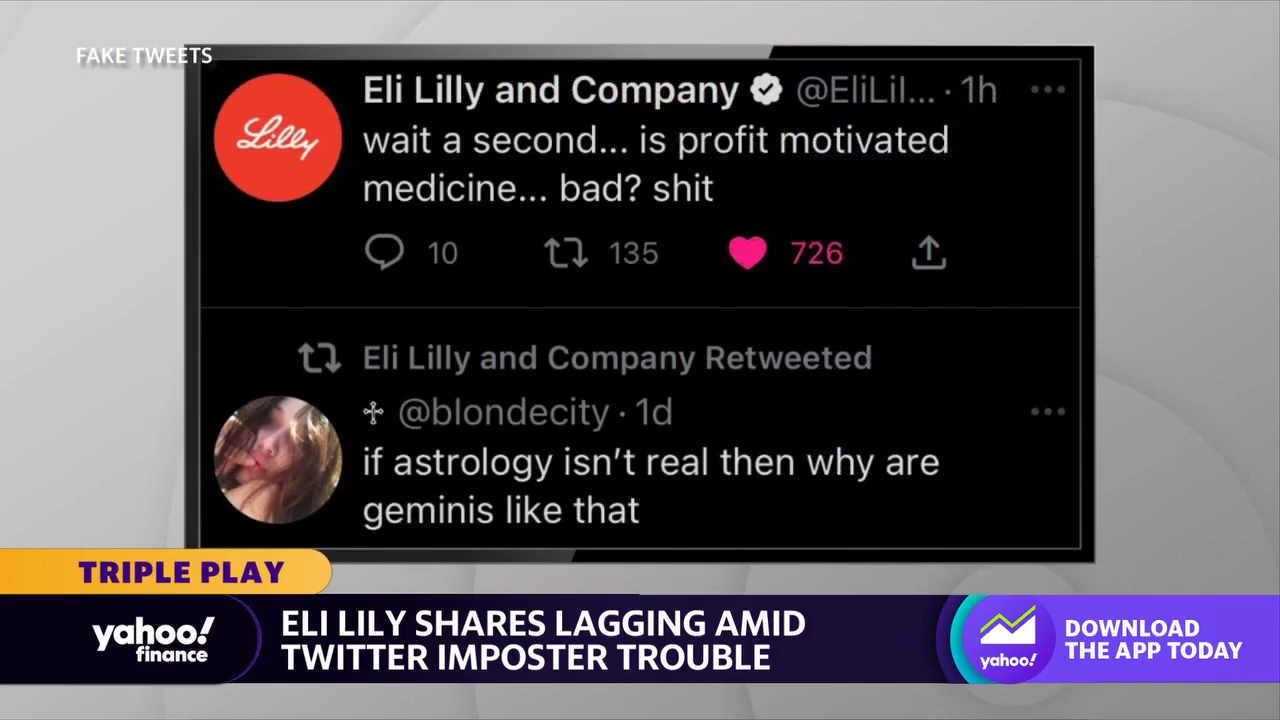 FAKE TWEETS
Eli Lilly and Company @EliLil... · 1h
Lilly
wait a second... is profit motivated
medicine... bad? shit
10 135 726
Eli Lilly and Company Retweeted
@blondecity · 1d
if astrology isn't real then why are
geminis like that
TRIPLE PLAY
yahoo!
finance
ELI LILY SHARES LAGGING AMID
TWITTER IMPOSTER TROUBLE
yahoo!
DOWNLOAD
THE APP TODAY